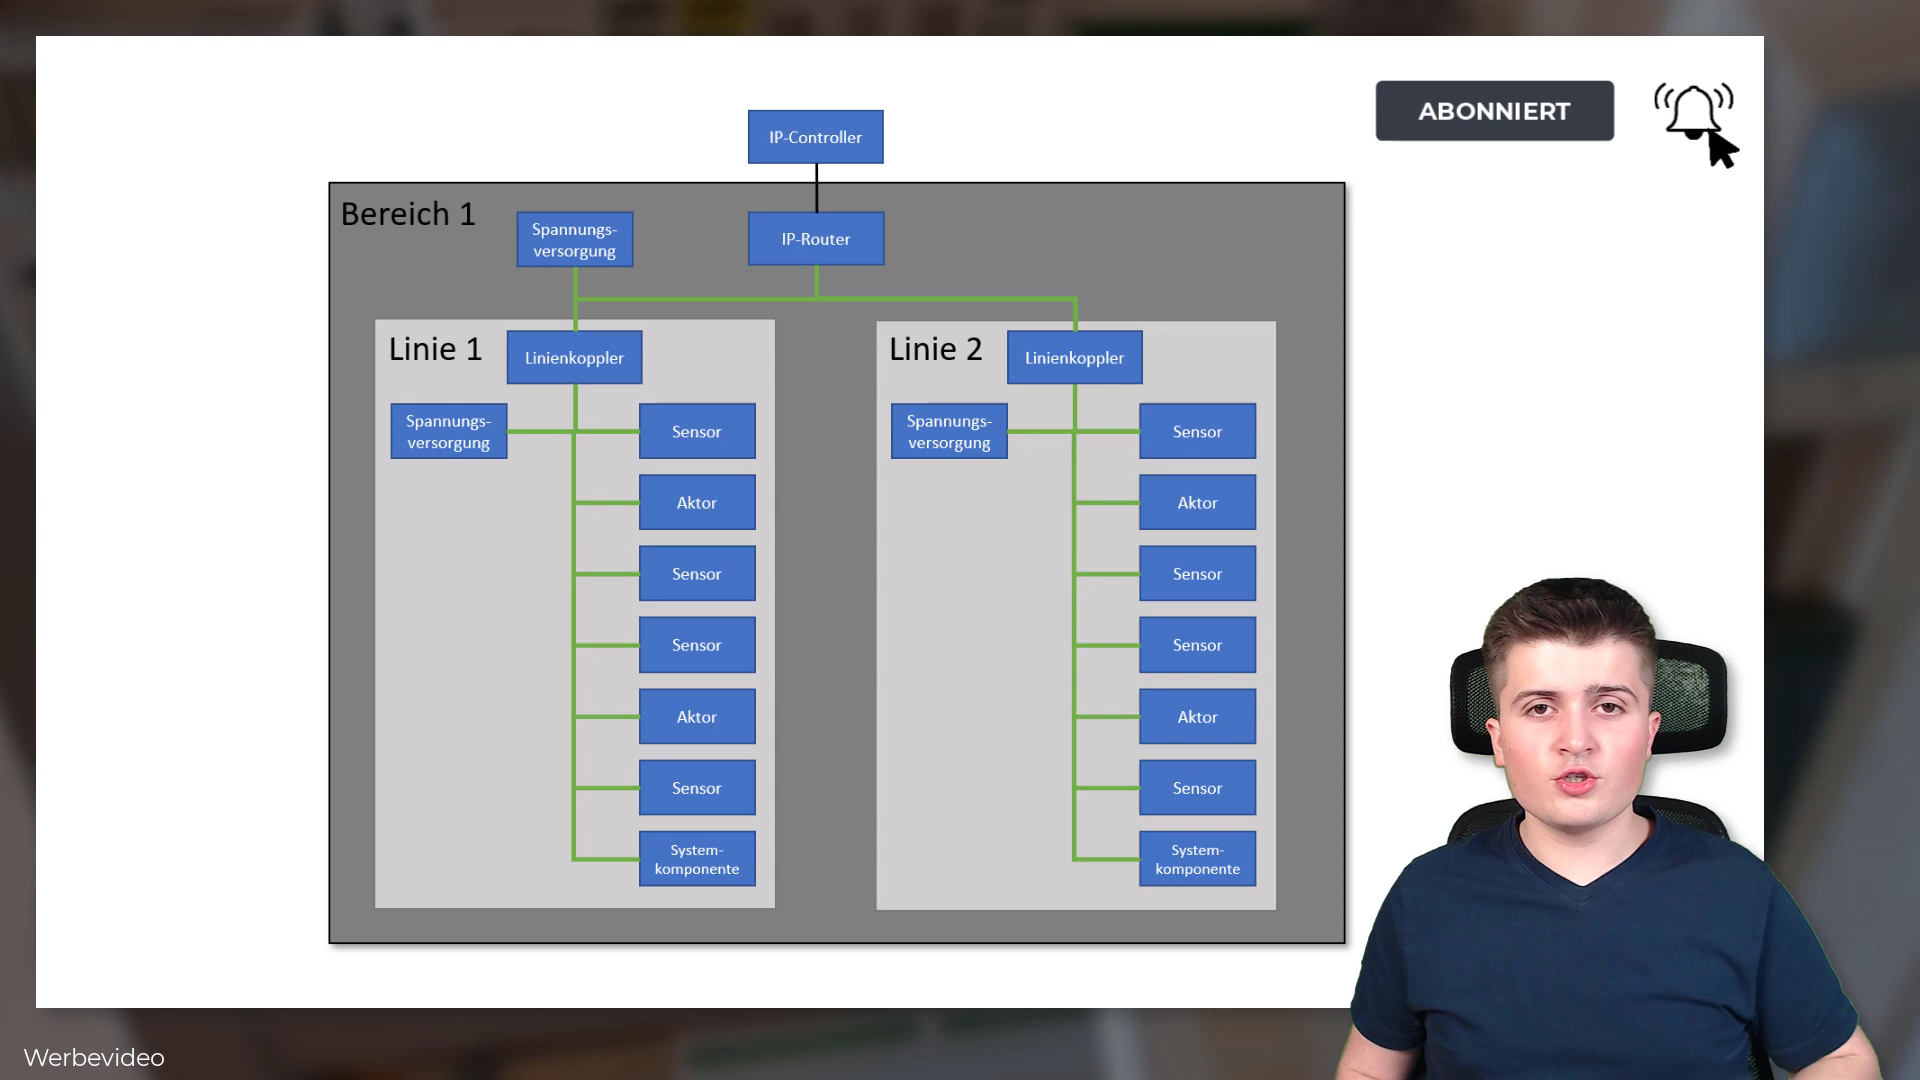 ABONNIERT
IP-Controller
Bereich 1
Spannungs-
versorgung
IP-Router
Linie 1
Linienkoppler
Spannungs-
versorgung
Sensor
Aktor
Sensor
Sensor
Aktor
Sensor
System-
komponente
Linie 2
Linienkoppler
Spannungs-
versorgung
Sensor
Aktor
Sensor
Sensor
Aktor
Sensor
System-
komponente
Werbevideo